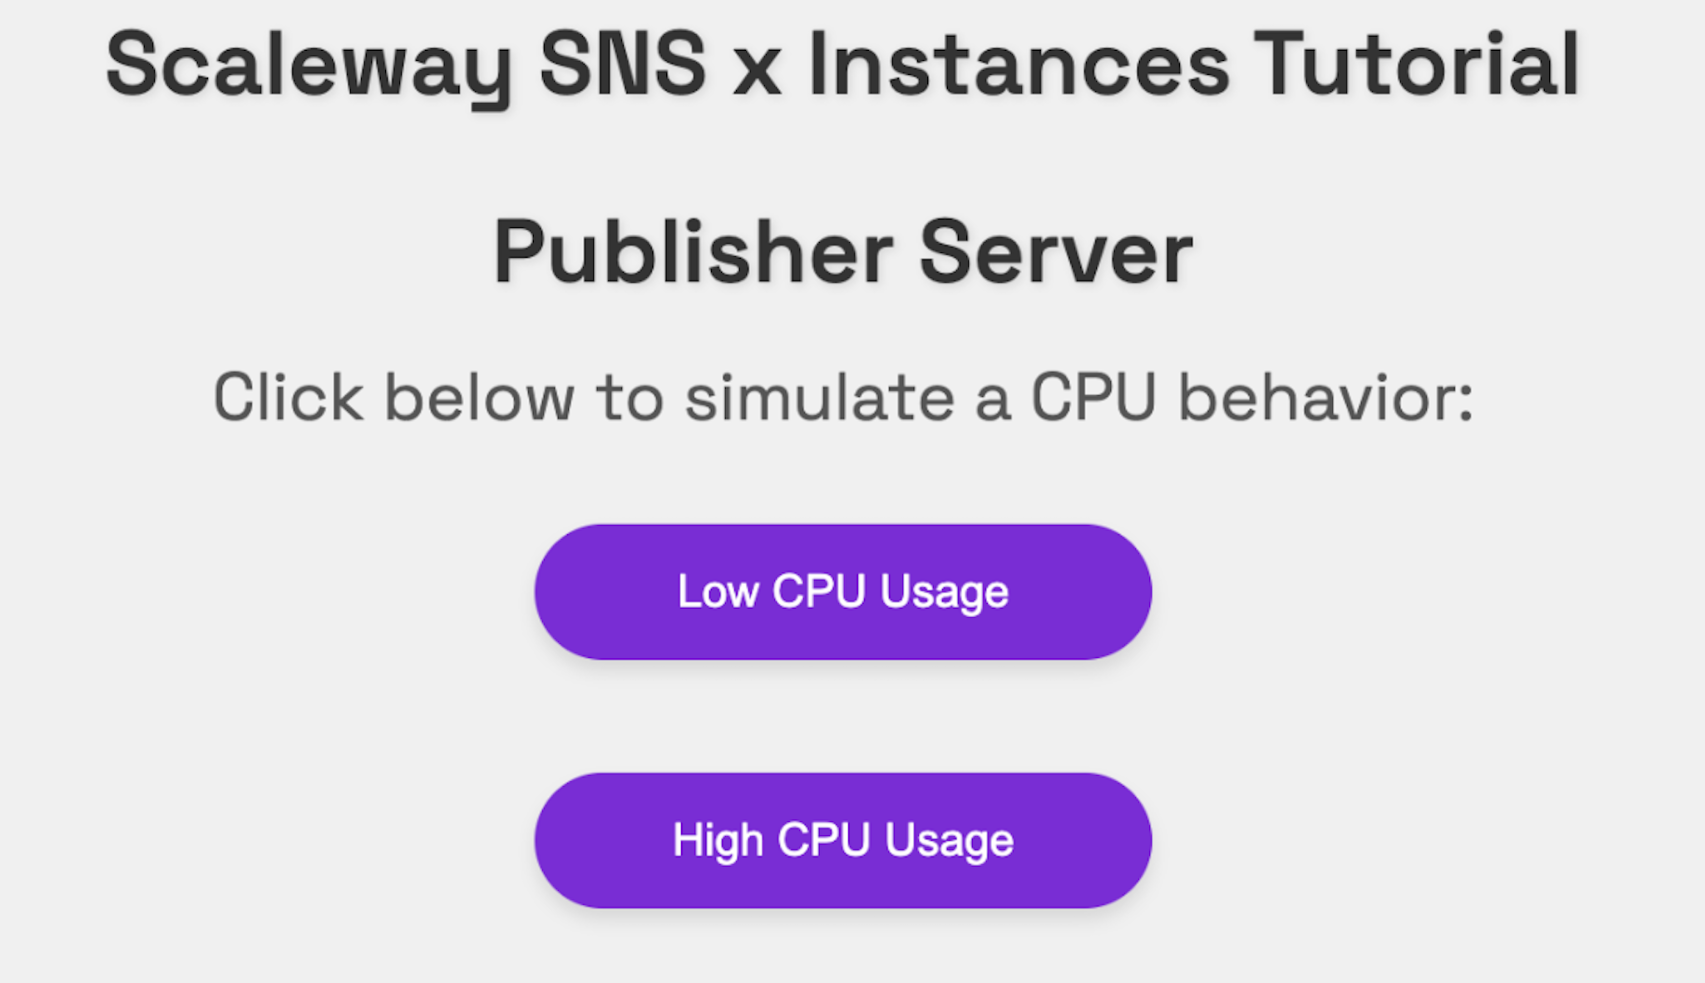 Scaleway SNS x Instances Tutorial
Publisher Server
Click below to simulate a CPU behavior:
Low CPU Usage
High CPU Usage